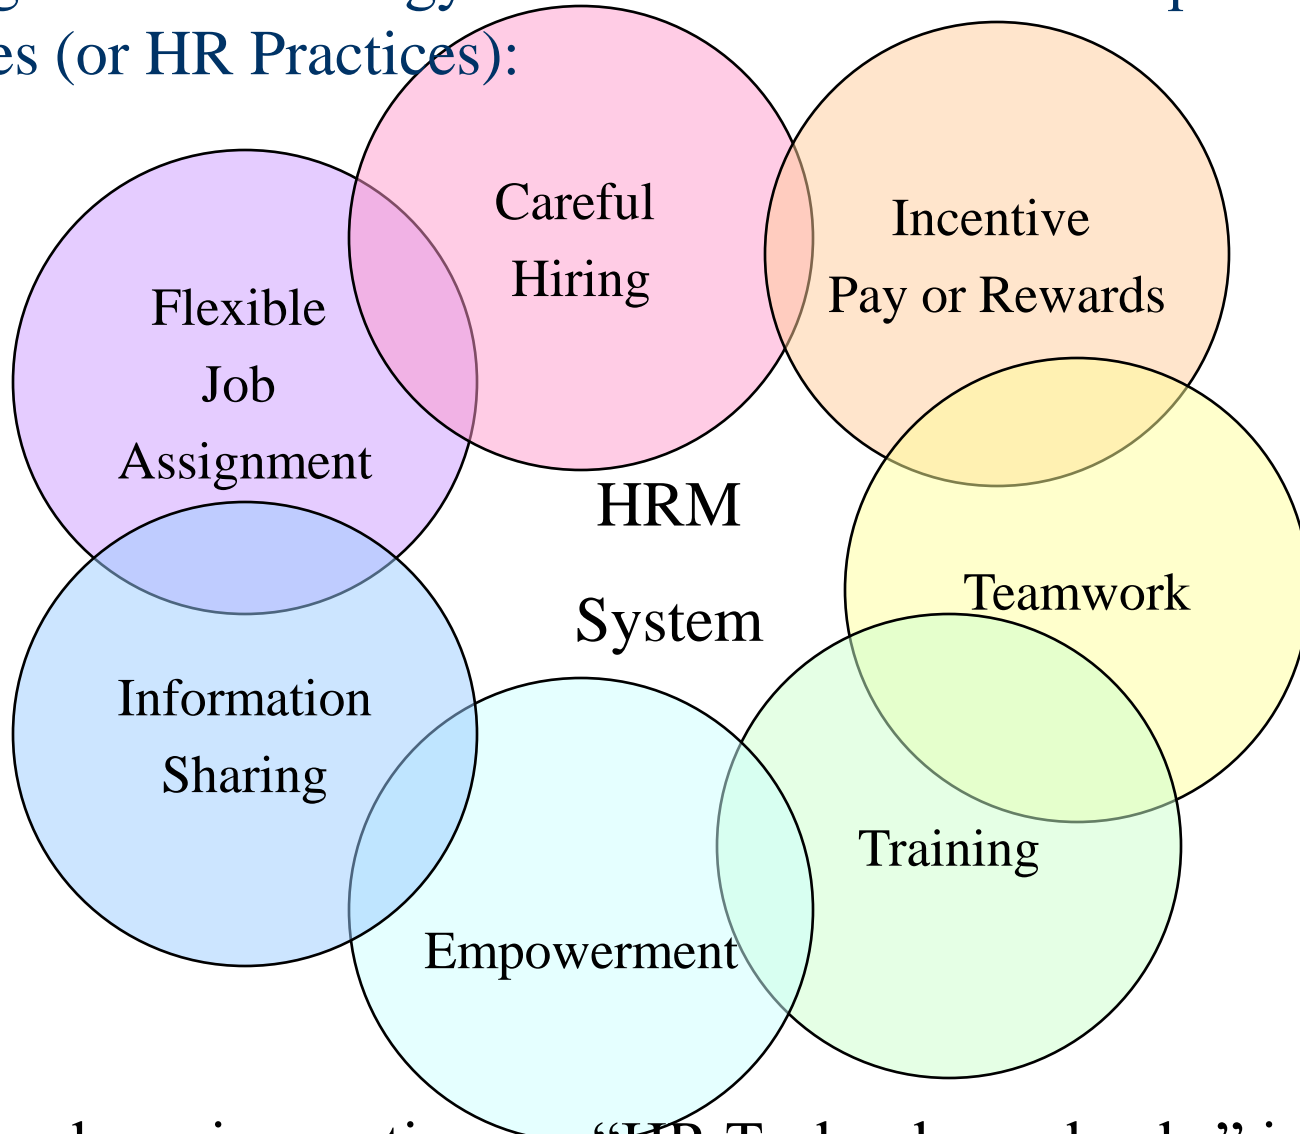 es (or HR Practices):
Careful
Hiring
Incentive
Pay or Rewards
Flexible
Job
Assignment
HRM
System
Teamwork
Information
Sharing
Training
Empowerment